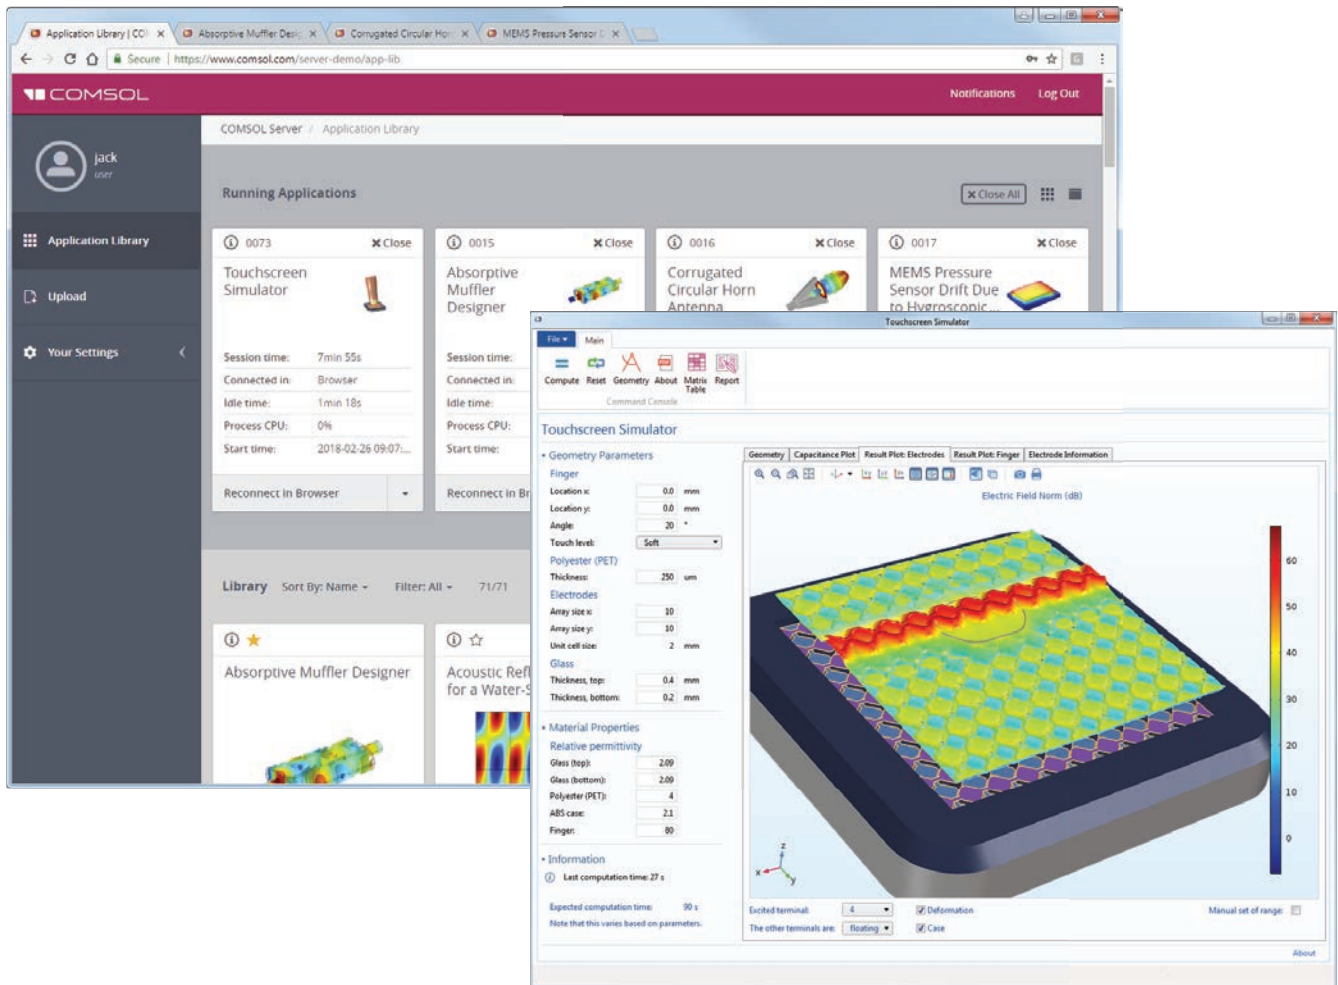 Application Library | CO
Absorptive Muffler Desi
Corrugated Circular Hor
MEMS Pressure Sensor D
Secure
https://www.comsol.com/server-demo/app-lib
COMSOL
Notifications
Log Out
jack
user
Application Library
Upload
Your Settings
COMSOL Server / Application Library
Running Applications
Close All
0073
Close
Touchscreen
Simulator
Session time: 7min 55s
Connected in: Browser
Idle time: 1min 18s
Process CPU: 0%
Start time: 2018-02-26 09:07:...
Reconnect in Browser
0015
Close
Absorptive
Muffler
Designer
Session time:
Connected in:
Idle time:
Process CPU:
Start time:
Reconnect in Br
0016
Close
Corrugated
Circular Horn
Antenna
0017
Close
MEMS Pressure
Sensor Drift Due
to Hygroscopic...
Library
Sort By: Name
Filter: All
71/71
Absorptive Muffler Designer
Acoustic Refl
for a Water-S
Touchscreen Simulator
File
Main
Compute
Reset
Geometry
About
Matrix
Table
Report
Command Console
Touchscreen Simulator
Geometry Parameters
Finger
Location x: 0.0 mm
Location y: 0.0 mm
Angle: 20 °
Touch level: Soft
Polyester (PET)
Thickness: 250 um
Electrodes
Array size x: 10
Array size y: 10
Unit cell size: 2 mm
Glass
Thickness, top: 0.4 mm
Thickness, bottom: 0.2 mm
Material Properties
Relative permittivity
Glass (top): 2.09
Glass (bottom): 2.09
Polyester (PET): 4
ABS case: 2.1
Finger: 80
Information
Last computation time: 27 s
Expected computation time: 90 s
Note that this varies based on parameters.
Geometry
Capacitance Plot
Result Plot: Electrodes
Result Plot: Finger
Electrode Information
Electric Field Norm (dB)
60
50
40
30
20
10
0
z
x
y
Excited terminal: 4
Deformation
Manual set of range:
The other terminals are: floating
Case
About